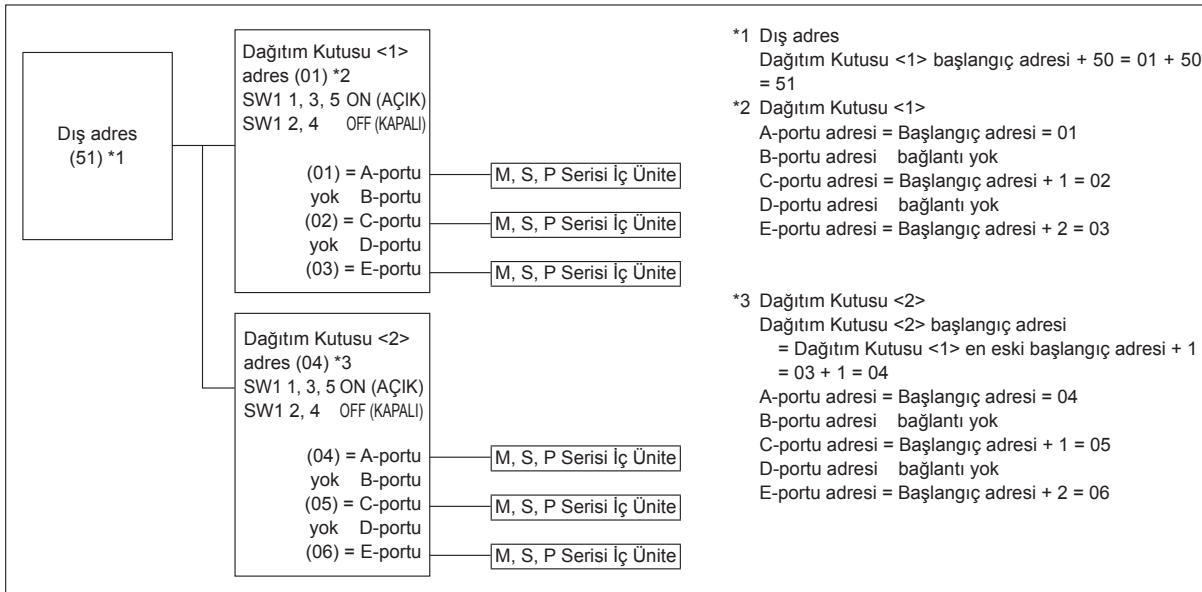 Dış adres
(51) *1
Dağıtım Kutusu <1>
adres (01) *2
SW1 1, 3, 5 ON (AÇIK)
SW1 2, 4 OFF (KAPALI)
(01) = A-portu
yok B-portu
(02) = C-portu
yok D-portu
(03) = E-portu
M, S, P Serisi İç Ünite
M, S, P Serisi İç Ünite
M, S, P Serisi İç Ünite
Dağıtım Kutusu <2>
adres (04) *3
SW1 1, 3, 5 ON (AÇIK)
SW1 2, 4 OFF (KAPALI)
(04) = A-portu
yok B-portu
(05) = C-portu
yok D-portu
(06) = E-portu
M, S, P Serisi İç Ünite
M, S, P Serisi İç Ünite
M, S, P Serisi İç Ünite
*1 Dış adres
Dağıtım Kutusu <1> başlangıç adresi + 50 = 01 + 50
= 51
*2 Dağıtım Kutusu <1>
A-portu adresi = Başlangıç adresi = 01
B-portu adresi bağlantı yok
C-portu adresi = Başlangıç adresi + 1 = 02
D-portu adresi bağlantı yok
E-portu adresi = Başlangıç adresi + 2 = 03
*3 Dağıtım Kutusu <2>
Dağıtım Kutusu <2> başlangıç adresi
= Dağıtım Kutusu <1> en eski başlangıç adresi + 1
= 03 + 1 = 04
A-portu adresi = Başlangıç adresi = 04
B-portu adresi bağlantı yok
C-portu adresi = Başlangıç adresi + 1 = 05
D-portu adresi bağlantı yok
E-portu adresi = Başlangıç adresi + 2 = 06